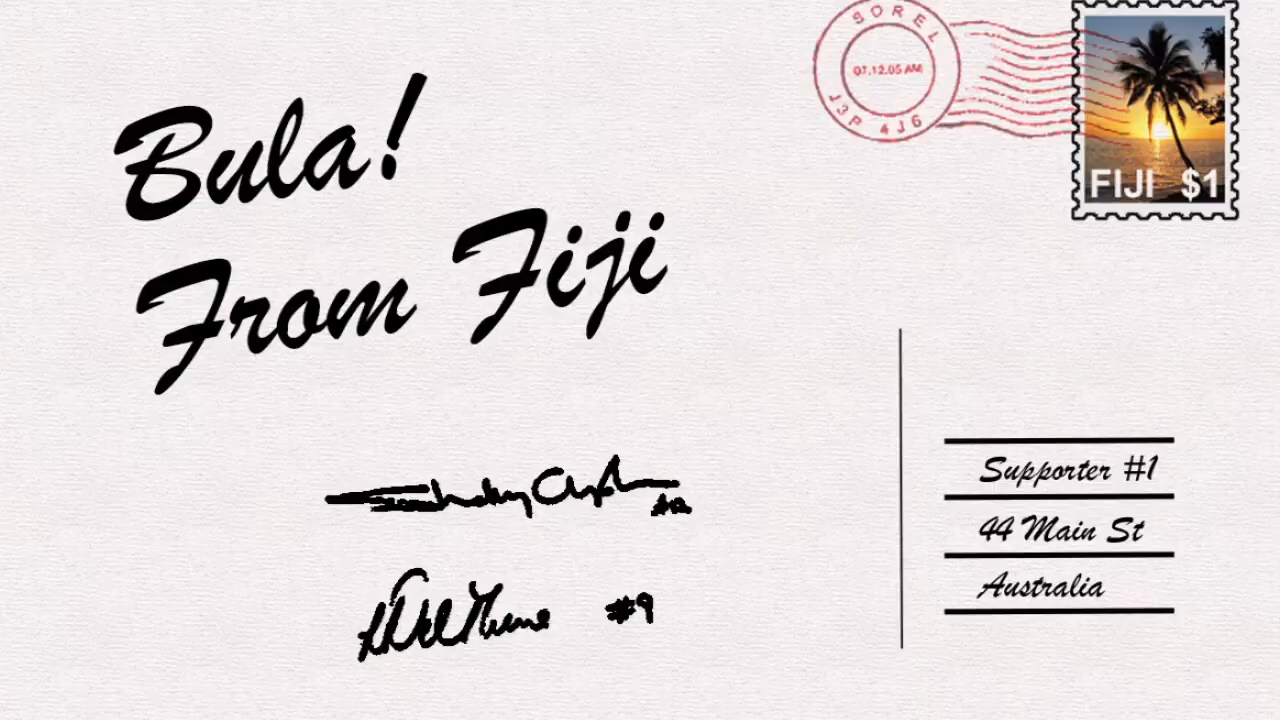 Bula!
From Fiji
SOREL
07.12.05 AM
J3P 4J6
FIJI $1
Supporter #1
44 Main St
Australia
#9